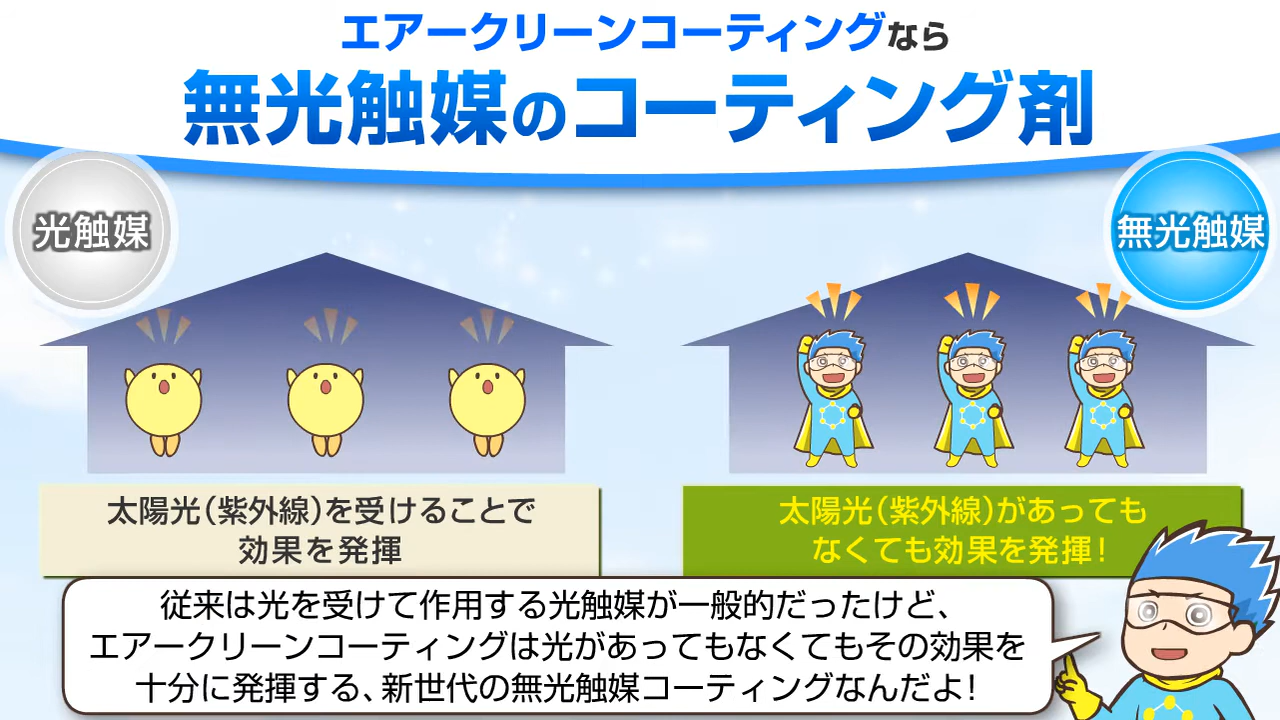 エアークリーンコーティングなら
無光触媒のコーティング剤
光触媒
無光触媒
太陽光(紫外線)を受けることで
効果を発揮
太陽光(紫外線)があっても
なくても効果を発揮!
従来は光を受けて作用する光触媒が一般的だったけど、
エアークリーンコーティングは光があってもなくてもその効果を
十分に発揮する、新世代の無光触媒コーティングなんだよ!